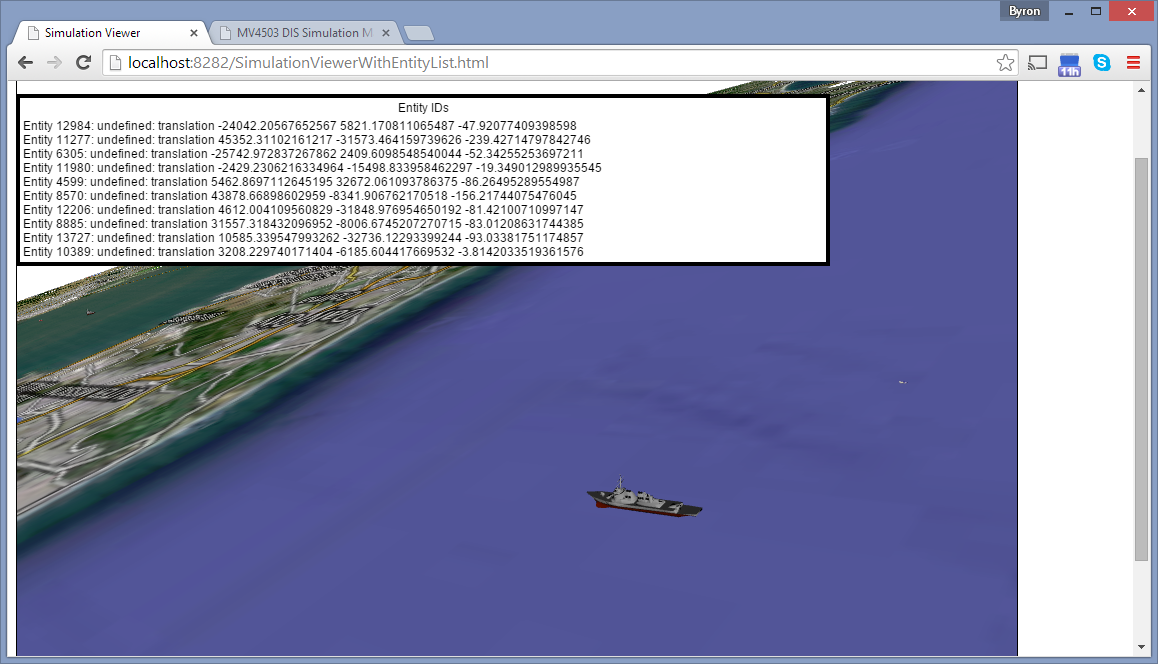 Byron
Simulation Viewer
MV4503 DIS Simulation M
localhost:8282/SimulationViewerWithEntityList.html
11h
Entity IDs
Entity 12984: undefined: translation -24042.20567652567 5821.170811065487 -47.92077409398598
Entity 11277: undefined: translation 45352.31102161217 -31573.464159739626 -239.42714797842746
Entity 6305: undefined: translation -25742.972837267862 2409.6098548540044 -52.34255253697211
Entity 11980: undefined: translation -2429.2306216334964 -15498.833958462297 -19.349012989935545
Entity 4599: undefined: translation 5462.8697112645195 32672.061093786375 -86.26495289554987
Entity 8570: undefined: translation 43878.66898602959 -8341.906762170518 -156.21744075476045
Entity 12206: undefined: translation 4612.004109560829 -31848.976954650192 -81.42100710997147
Entity 8885: undefined: translation 31557.318432096952 -8006.6745207270715 -83.01208631744385
Entity 13727: undefined: translation 10585.339547993262 -32736.12293399244 -93.03381751174857
Entity 10389: undefined: translation 3208.229740171404 -6185.604417669532 -3.8142033519361576